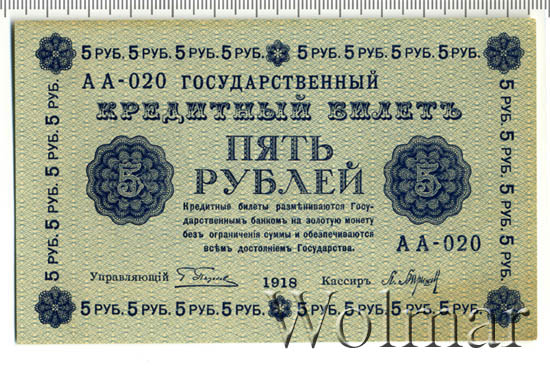 5 РУБ. 5 РУБ. 5 РУБ. 5 РУБ. 5 РУБ. 5 РУБ. 5 РУБ. 5 РУБ.
5 РУБ. 5 РУБ. 5 РУБ. 5 РУБ. 5 РУБ.
АА-020 ГОСУДАРСТВЕННЫЙ
КРЕДИТНЫЙ БИЛЕТЪ
5
ПЯТЬ
РУБЛЕЙ
5
Кредитные билеты размѣниваются Госу-
дарственнымъ банкомъ на золотую монету
безъ ограниченія суммы и обезпечиваются
всѣмъ достояніемъ Государства.
АА-020
Управляющій
1918
Кассиръ
5 РУБ. 5 РУБ. 5 РУБ. 5 РУБ. 5 РУБ.
5 РУБ. 5 РУБ. 5 РУБ. 5 РУБ. 5 РУБ. 5 РУБ. 5 РУБ. 5 РУБ.
Wolmar